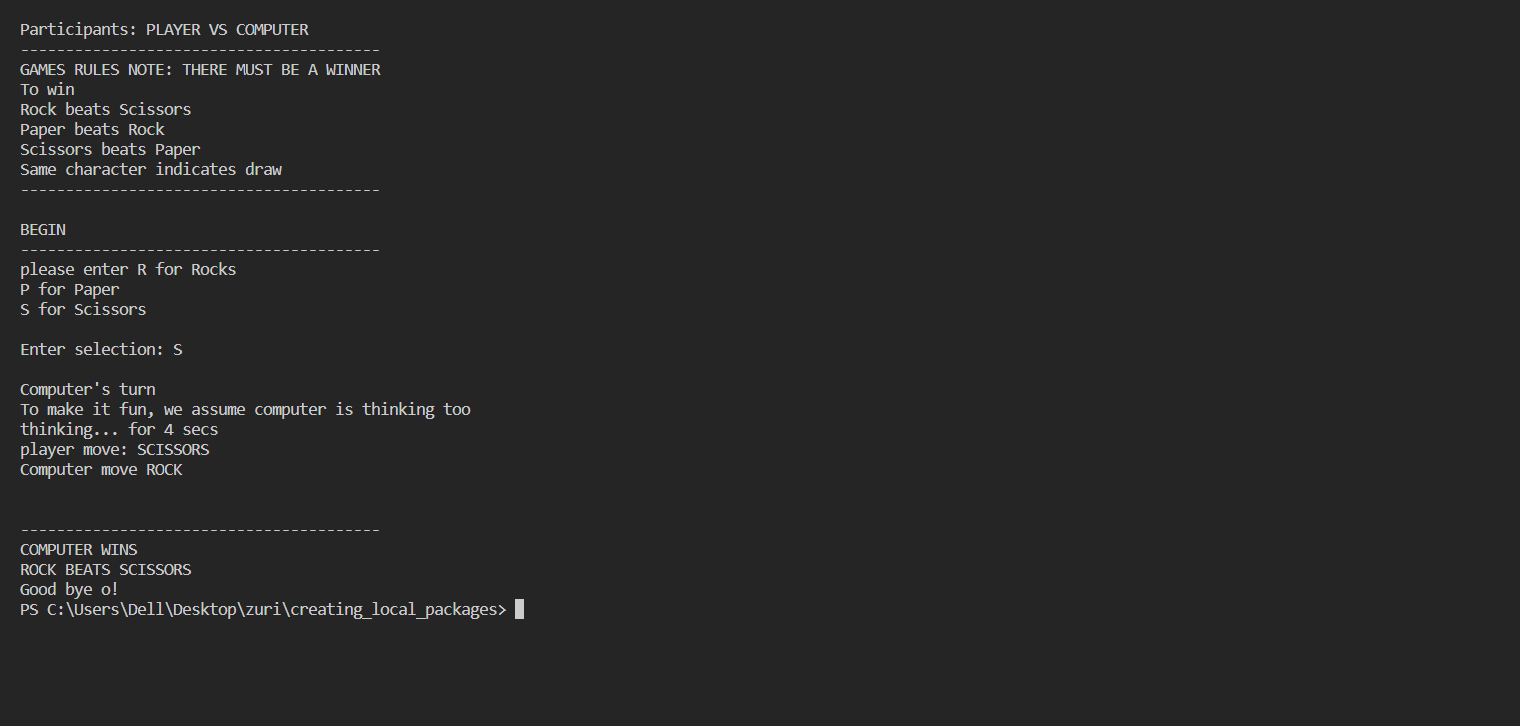 Participants: PLAYER VS COMPUTER
----------------------------------------
GAMES RULES NOTE: THERE MUST BE A WINNER
To win
Rock beats Scissors
Paper beats Rock
Scissors beats Paper
Same character indicates draw
----------------------------------------
BEGIN
----------------------------------------
please enter R for Rocks
P for Paper
S for Scissors
Enter selection: S
Computer's turn
To make it fun, we assume computer is thinking too
thinking... for 4 secs
player move: SCISSORS
Computer move ROCK
----------------------------------------
COMPUTER WINS
ROCK BEATS SCISSORS
Good bye o!
PS C:\Users\Dell\Desktop\zuri\creating_local_packages>